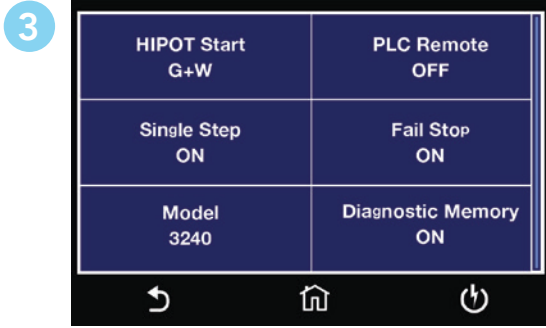 3
HIPOT Start
G+W
PLC Remote
OFF
Single Step
ON
Fail Stop
ON
Model
3240
Diagnostic Memory
ON